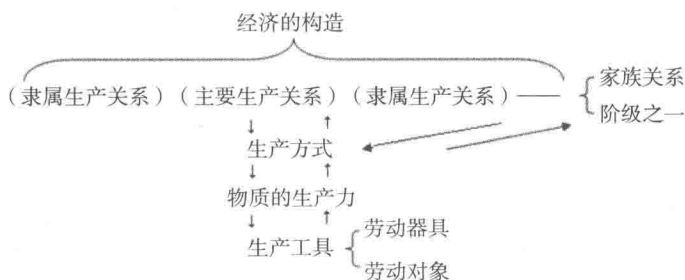 经济的构造
（隶属生产关系）（主要生产关系）（隶属生产关系）—— 家族关系
阶级之一
生产方式
物质的生产力
生产工具 劳动器具
劳动对象